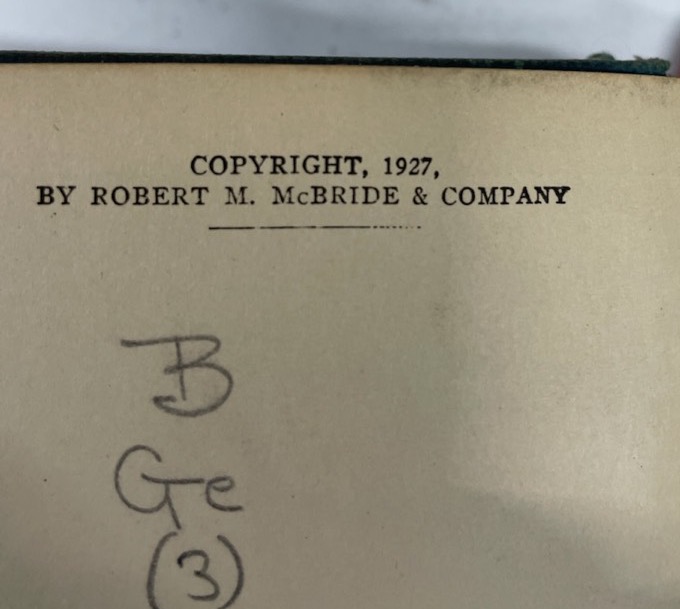 COPYRIGHT, 1927,
BY ROBERT M. McBRIDE & COMPANY
B
Ge
(3)